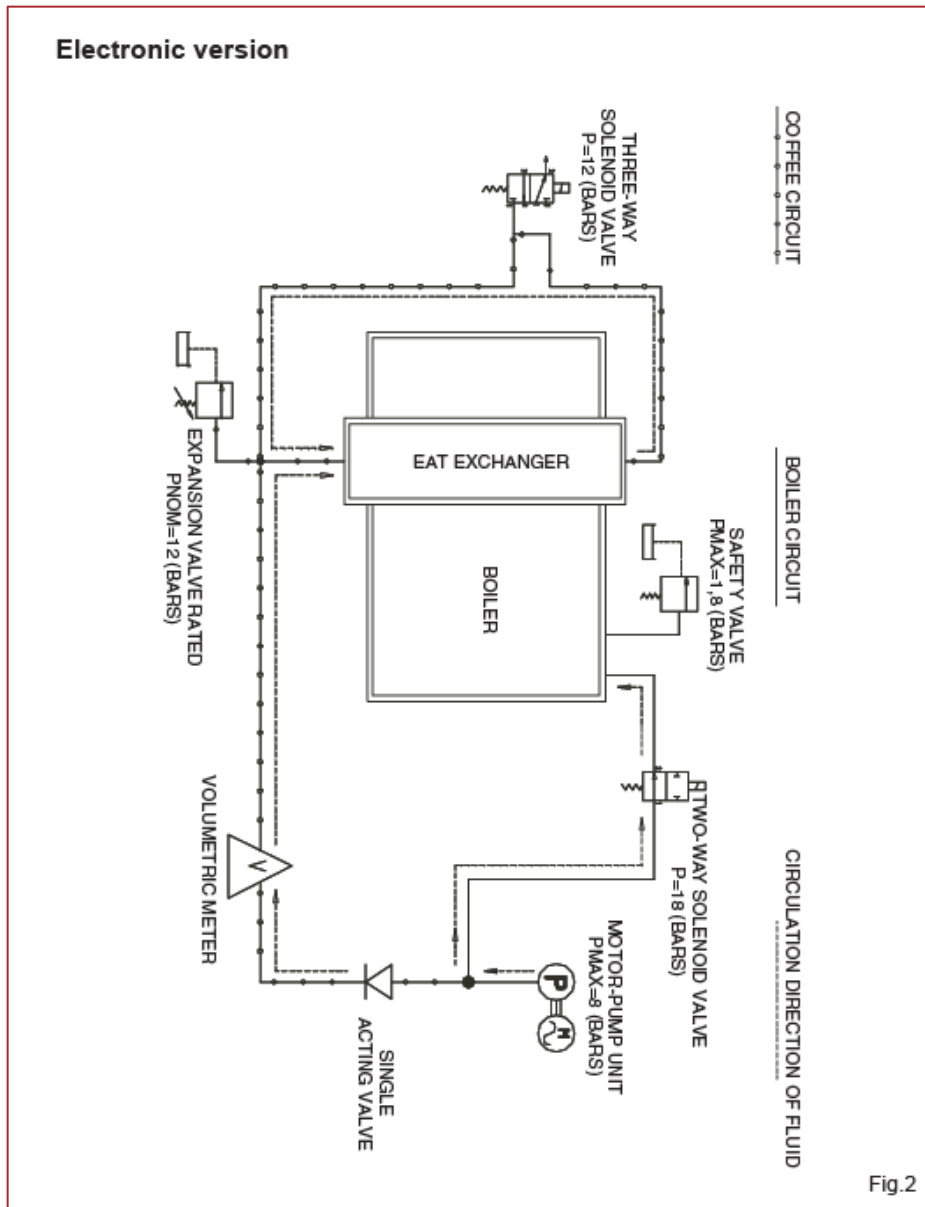 Electronic version
COFFEE CIRCUIT
BOILER CIRCUIT
CIRCULATION DIRECTION OF FLUID
THREE-WAY
SOLENOID VALVE
P=12 (BARS)
SAFETY VALVE
PMAX=1,8 (BARS)
TWO-WAY SOLENOID VALVE
P=18 (BARS)
MOTOR-PUMP UNIT
PMAX=8 (BARS)
P
M
EAT EXCHANGER
BOILER
SINGLE
ACTING VALVE
EXPANSION VALVE RATED
PNOM=12 (BARS)
VOLUMETRIC METER
V
Fig.2